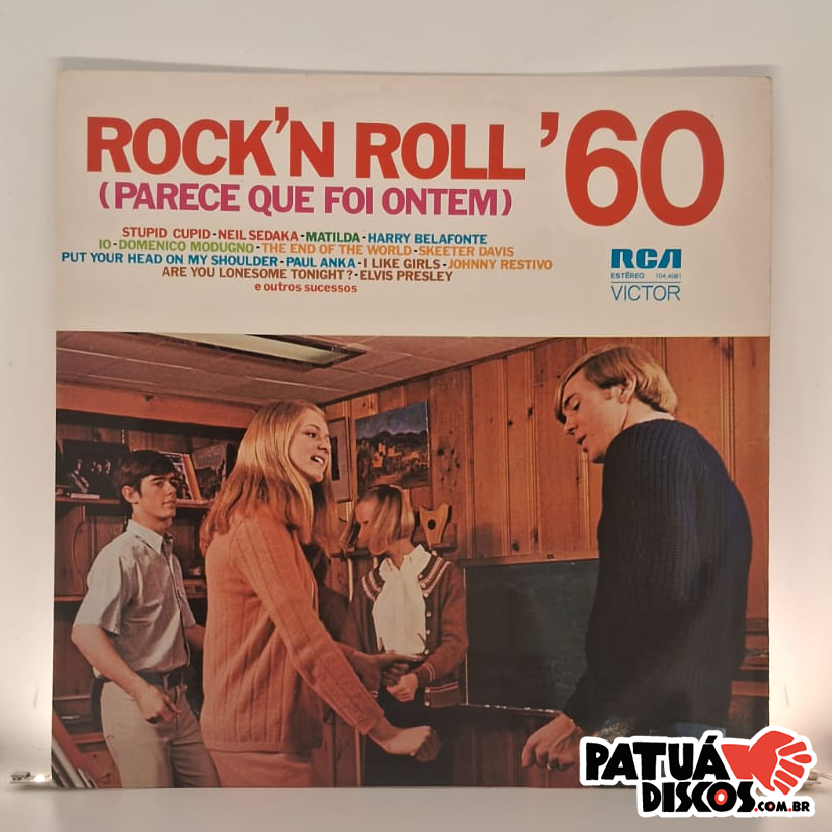 ROCK'N ROLL '60
(PARECE QUE FOI ONTEM)
STUPID CUPID - NEIL SEDAKA - MATILDA - HARRY BELAFONTE
IO - DOMENICO MODUGNO - THE END OF THE WORLD - SKEETER DAVIS
PUT YOUR HEAD ON MY SHOULDER - PAUL ANKA - I LIKE GIRLS - JOHNNY RESTIVO
ARE YOU LONESOME TONIGHT? - ELVIS PRESLEY
e outros sucessos
RCA
ESTÉREO 104.4081
VICTOR
PATUÁ
DISCOS.COM.BR